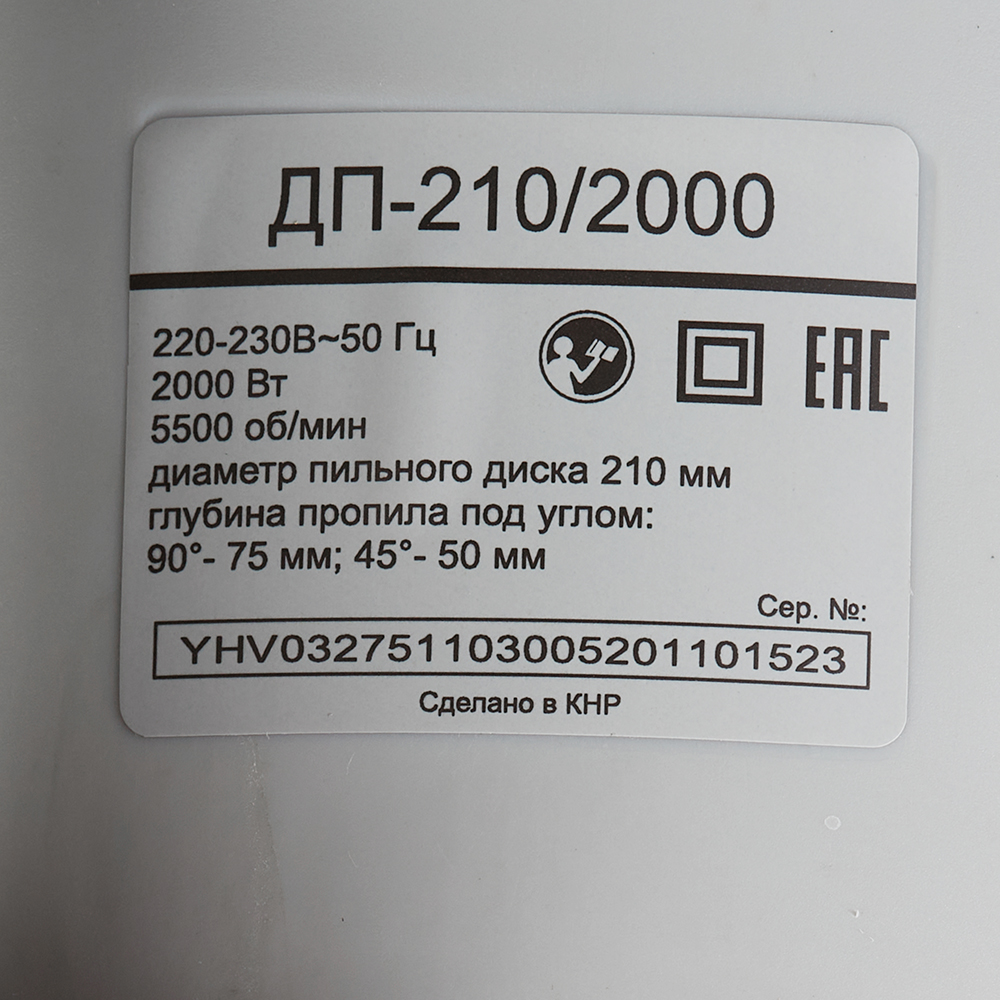 ДП-210/2000
220-230В~50 Гц
2000 Вт
5500 об/мин
диаметр пильного диска 210 мм
глубина пропила под углом:
90°- 75 мм; 45°- 50 мм
EAC
Сер. №:
YHV032751103005201101523
Сделано в КНР